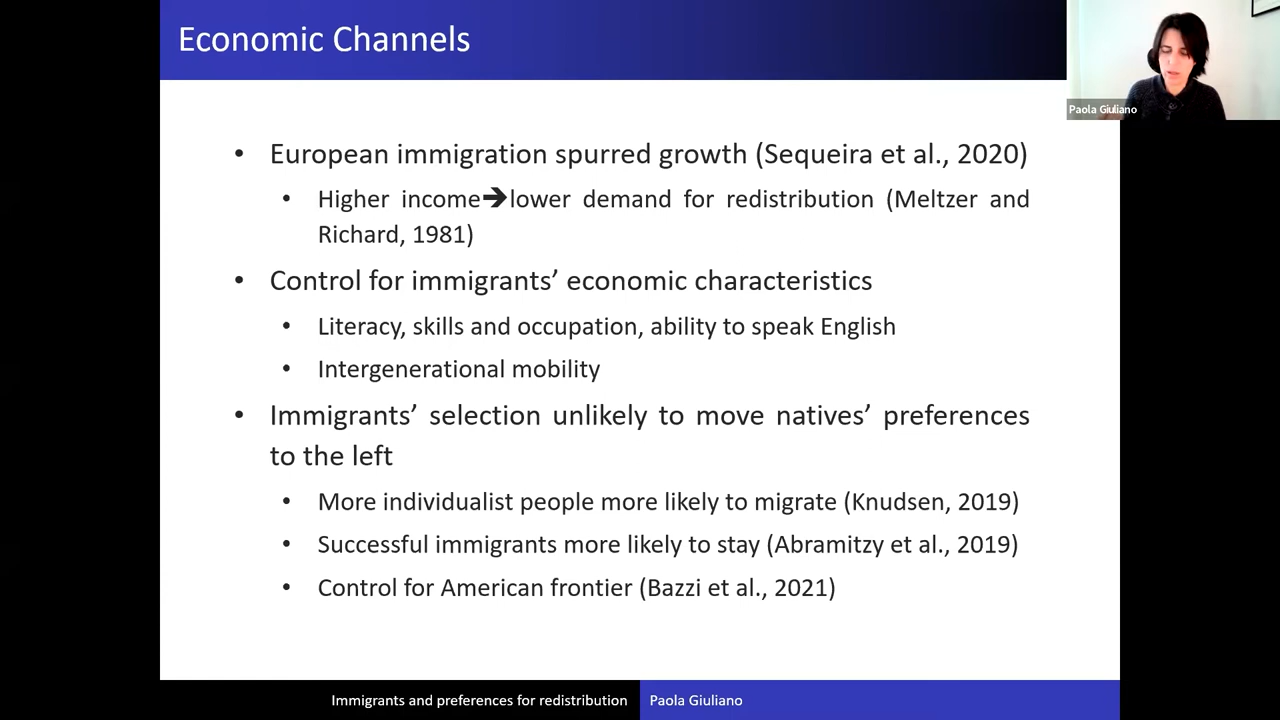 Economic Channels
Paola Giuliano
• European immigration spurred growth (Sequeira et al., 2020)
• Higher income➔lower demand for redistribution (Meltzer and
Richard, 1981)
• Control for immigrants’ economic characteristics
• Literacy, skills and occupation, ability to speak English
• Intergenerational mobility
• Immigrants’ selection unlikely to move natives’ preferences
to the left
• More individualist people more likely to migrate (Knudsen, 2019)
• Successful immigrants more likely to stay (Abramitzy et al., 2019)
• Control for American frontier (Bazzi et al., 2021)
Immigrants and preferences for redistribution
Paola Giuliano